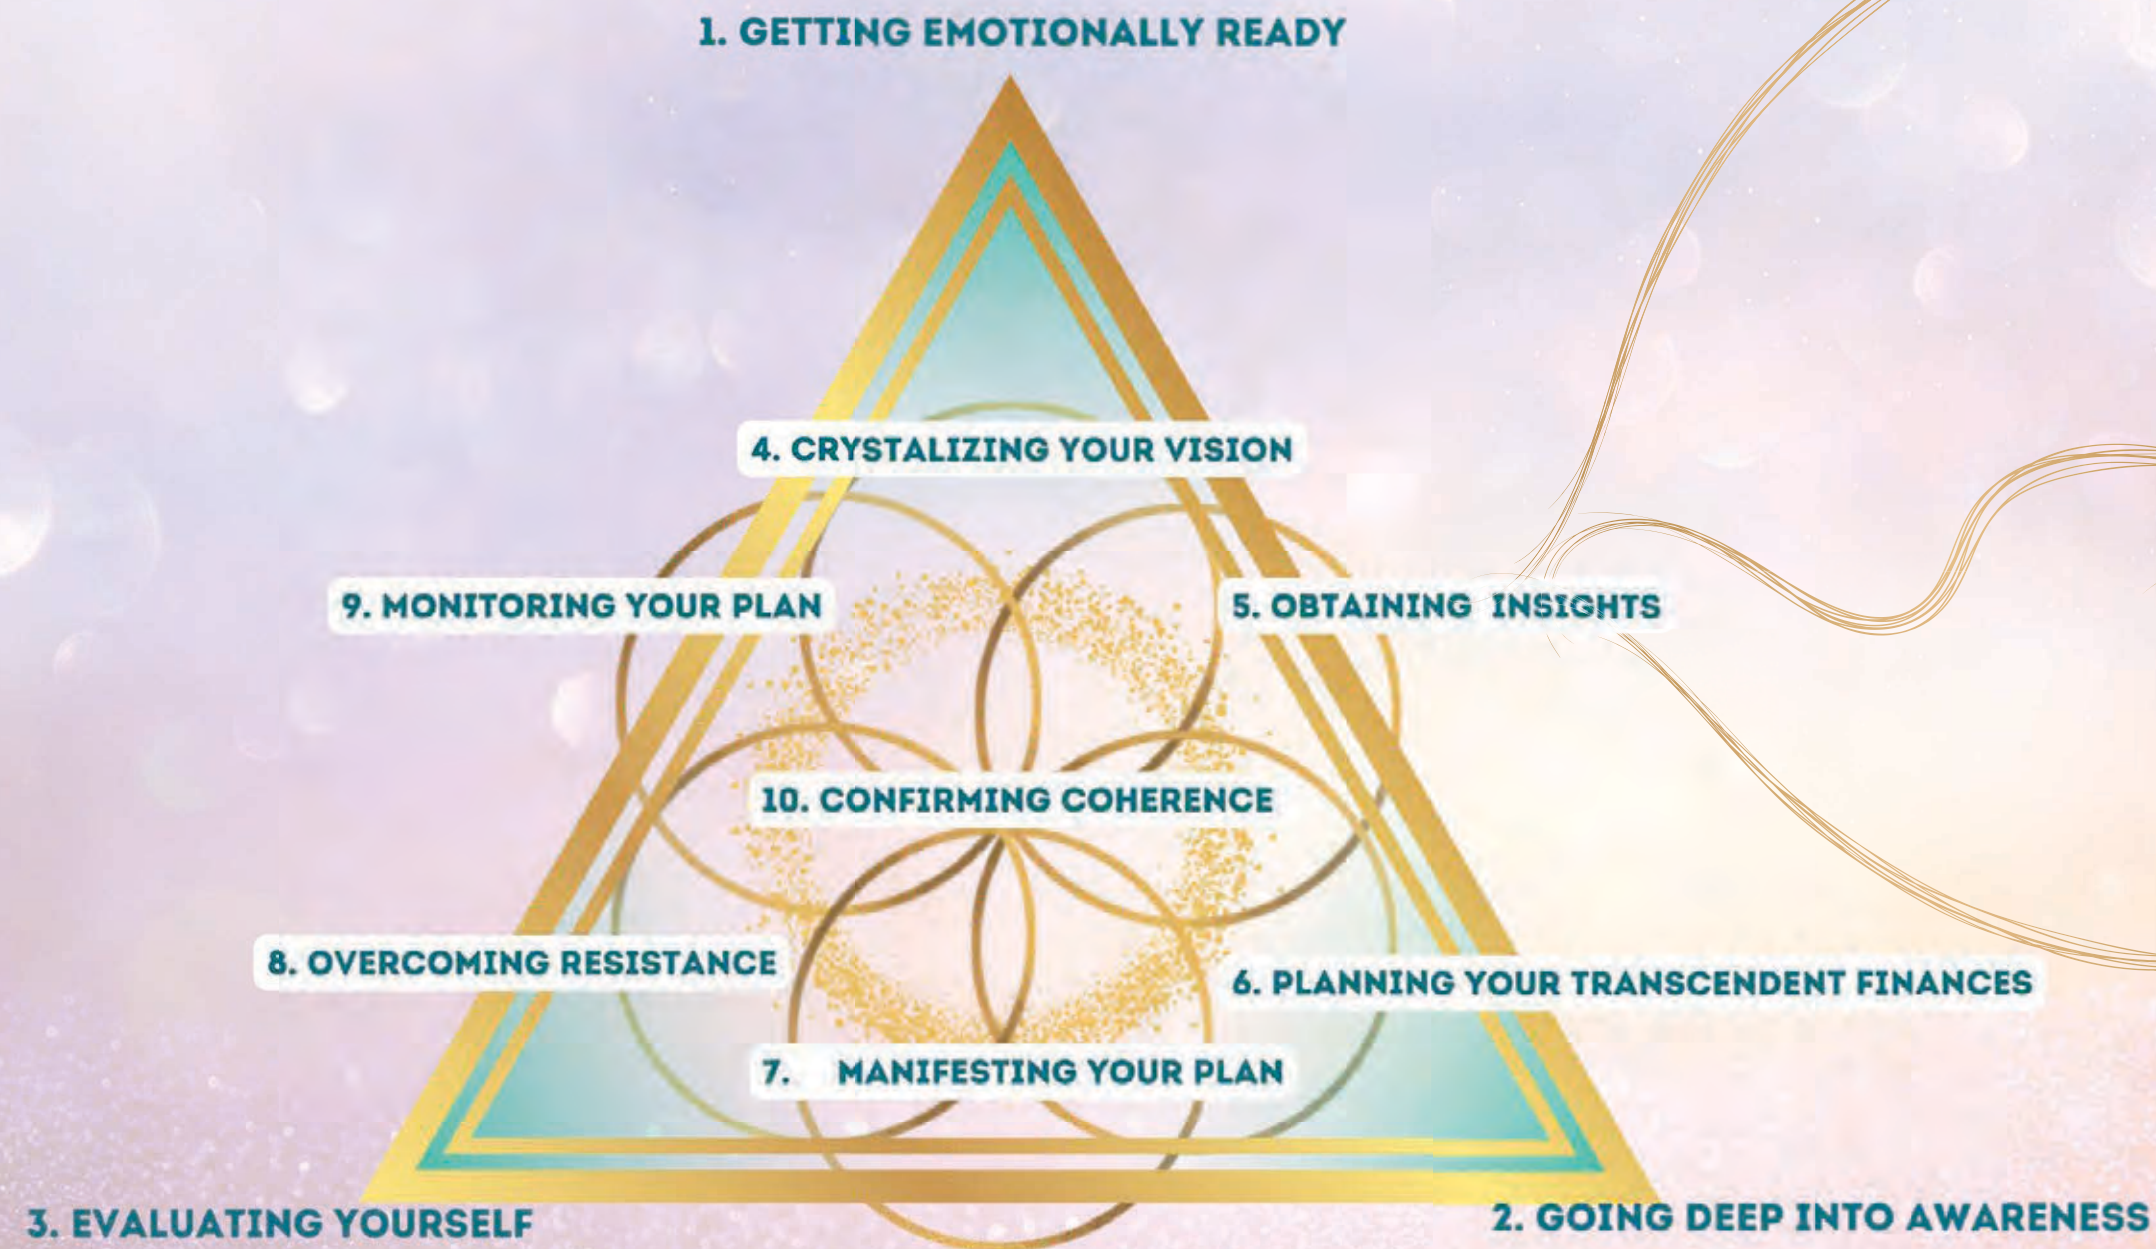 1. GETTING EMOTIONALLY READY
4. CRYSTALIZING YOUR VISION
9. MONITORING YOUR PLAN
5. OBTAINING INSIGHTS
10. CONFIRMING COHERENCE
8. OVERCOMING RESISTANCE
6. PLANNING YOUR TRANSCENDENT FINANCES
7. MANIFESTING YOUR PLAN
3. EVALUATING YOURSELF
2. GOING DEEP INTO AWARENESS